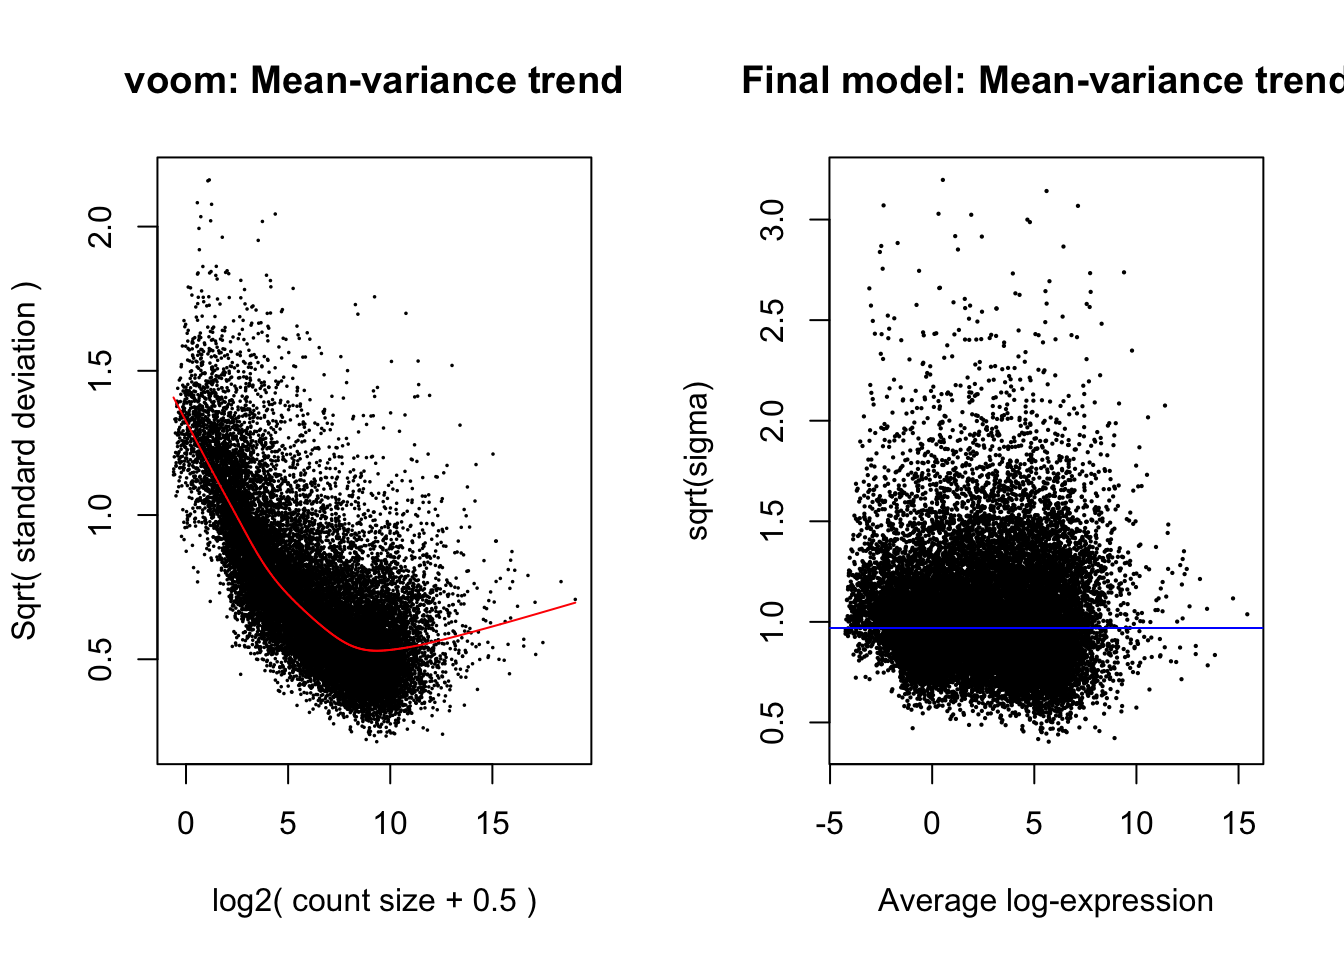 voom: Mean-variance trend
Sqrt( standard deviation )
2.0
1.5
1.0
0.5
0 5 10 15
log2( count size + 0.5 )
Final model: Mean-variance trend
sqrt(sigma)
3.0
2.5
2.0
1.5
1.0
0.5
-5 0 5 10 15
Average log-expression